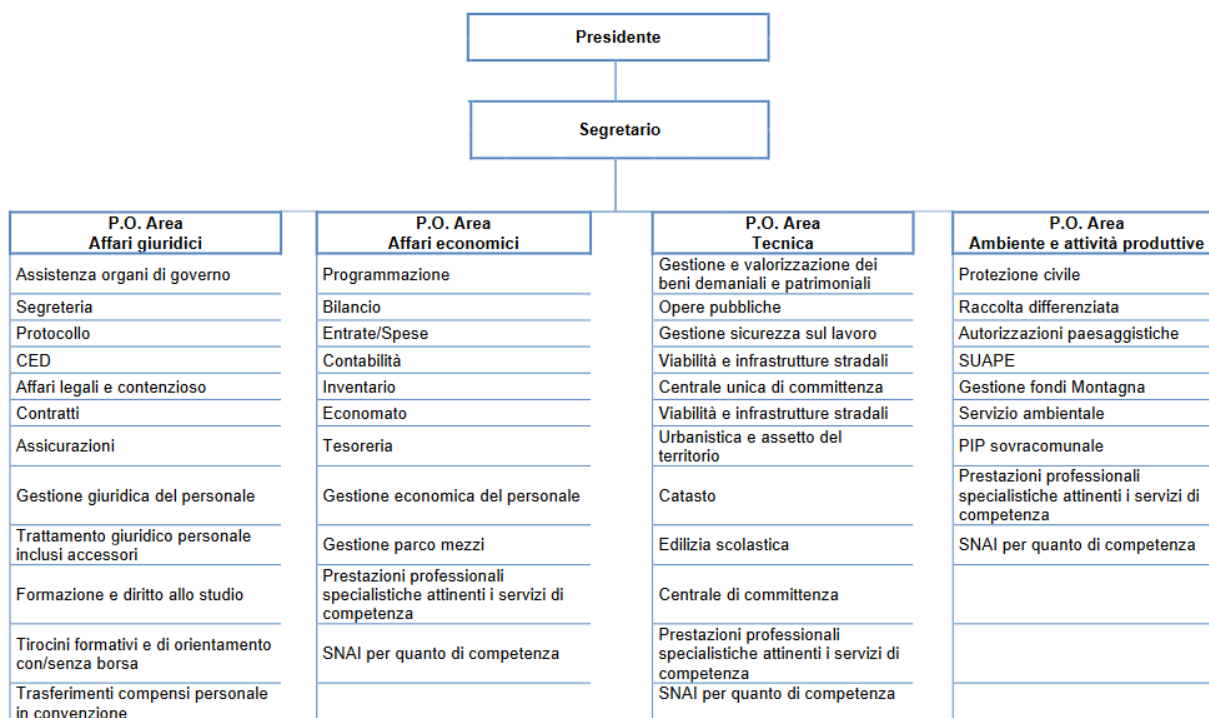 Presidente
Segretario
P.O. Area
Affari giuridici
Assistenza organi di governo
Segreteria
Protocollo
CED
Affari legali e contenzioso
Contratti
Assicurazioni
Gestione giuridica del personale
Trattamento giuridico personale
inclusi accessori
Formazione e diritto allo studio
Tirocini formativi e di orientamento
con/senza borsa
Trasferimenti compensi personale
in convenzione
P.O. Area
Affari economici
Programmazione
Bilancio
Entrate/Spese
Contabilità
Inventario
Economato
Tesoreria
Gestione economica del personale
Gestione parco mezzi
Prestazioni professionali
specialistiche attinenti i servizi di
competenza
SNAI per quanto di competenza
P.O. Area
Tecnica
Gestione e valorizzazione dei
beni demaniali e patrimoniali
Opere pubbliche
Gestione sicurezza sul lavoro
Viabilità e infrastrutture stradali
Centrale unica di committenza
Viabilità e infrastrutture stradali
Urbanistica e assetto del
territorio
Catasto
Edilizia scolastica
Centrale di committenza
Prestazioni professionali
specialistiche attinenti i servizi di
competenza
SNAI per quanto di competenza
P.O. Area
Ambiente e attività produttive
Protezione civile
Raccolta differenziata
Autorizzazioni paesaggistiche
SUAPE
Gestione fondi Montagna
Servizio ambientale
PIP sovracomunale
Prestazioni professionali
specialistiche attinenti i servizi di
competenza
SNAI per quanto di competenza